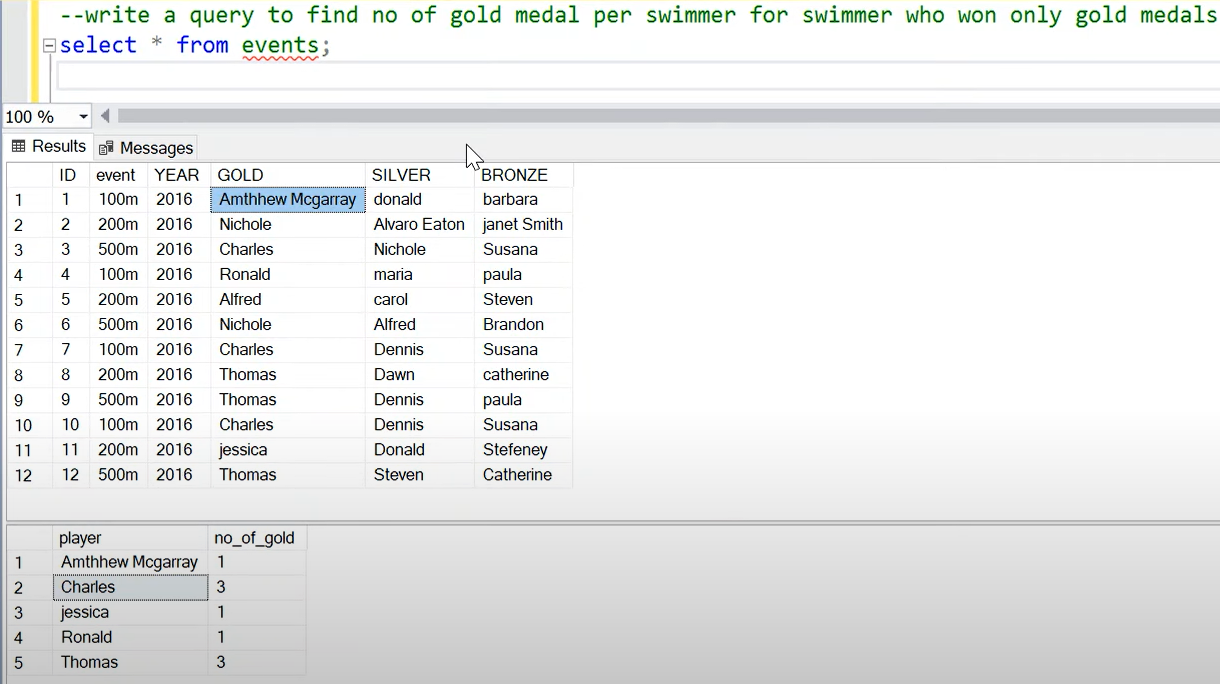 --write a query to find no of gold medal per swimmer for swimmer who won only gold medals
select * from events;
100 %
Results Messages
ID event YEAR GOLD SILVER BRONZE
1 1 100m 2016 Amthhew Mcgarray donald barbara
2 2 200m 2016 Nichole Alvaro Eaton janet Smith
3 3 500m 2016 Charles Nichole Susana
4 4 100m 2016 Ronald maria paula
5 5 200m 2016 Alfred carol Steven
6 6 500m 2016 Nichole Alfred Brandon
7 7 100m 2016 Charles Dennis Susana
8 8 200m 2016 Thomas Dawn catherine
9 9 500m 2016 Thomas Dennis paula
10 10 100m 2016 Charles Dennis Susana
11 11 200m 2016 jessica Donald Stefeney
12 12 500m 2016 Thomas Steven Catherine
player no_of_gold
1 Amthhew Mcgarray 1
2 Charles 3
3 jessica 1
4 Ronald 1
5 Thomas 3